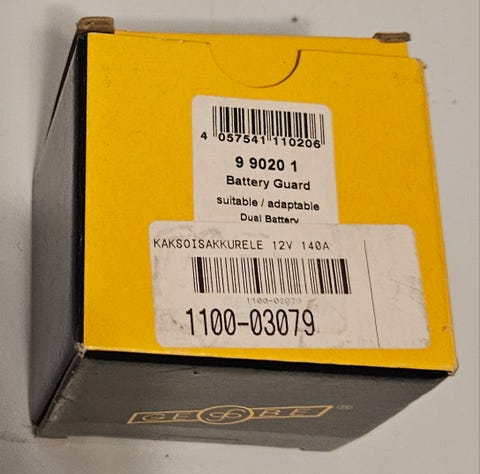 4 057541 110206
9 9020 1
Battery Guard
suitable / adaptable
Dual Battery
KAKSOISAKKURELE 12V 140A
1100-03079
1100-03079
GESBE ®